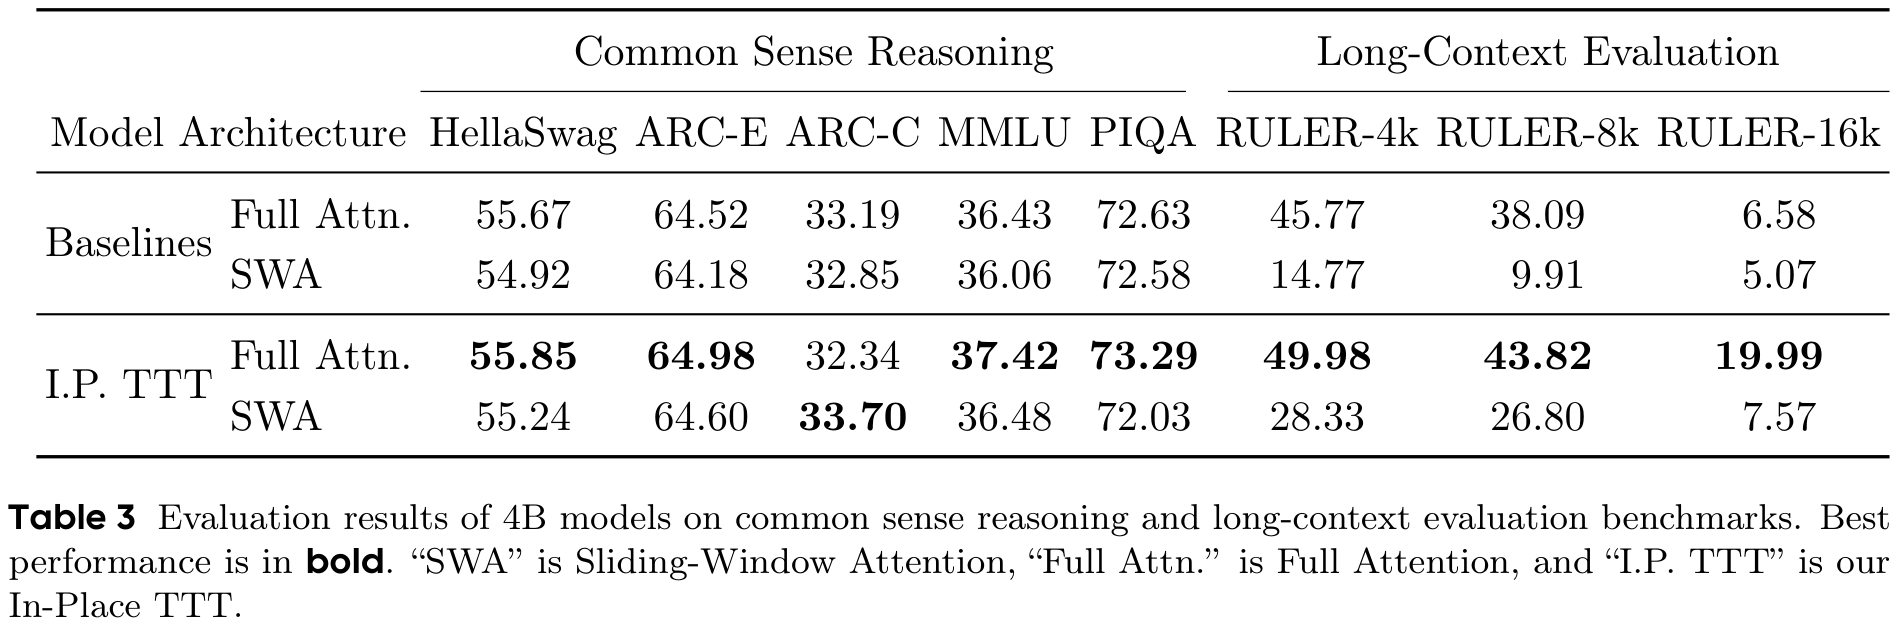 Common Sense Reasoning Long-Context Evaluation
Model Architecture HellaSwag ARC-E ARC-C MMLU PIQA RULER-4k RULER-8k RULER-16k
Baselines Full Attn. 55.67 64.52 33.19 36.43 72.63 45.77 38.09 6.58
SWA 54.92 64.18 32.85 36.06 72.58 14.77 9.91 5.07
I.P. TTT Full Attn. 55.85 64.98 32.34 37.42 73.29 49.98 43.82 19.99
SWA 55.24 64.60 33.70 36.48 72.03 28.33 26.80 7.57
Table 3 Evaluation results of 4B models on common sense reasoning and long-context evaluation benchmarks. Best
performance is in bold. “SWA” is Sliding-Window Attention, “Full Attn.” is Full Attention, and “I.P. TTT” is our
In-Place TTT.